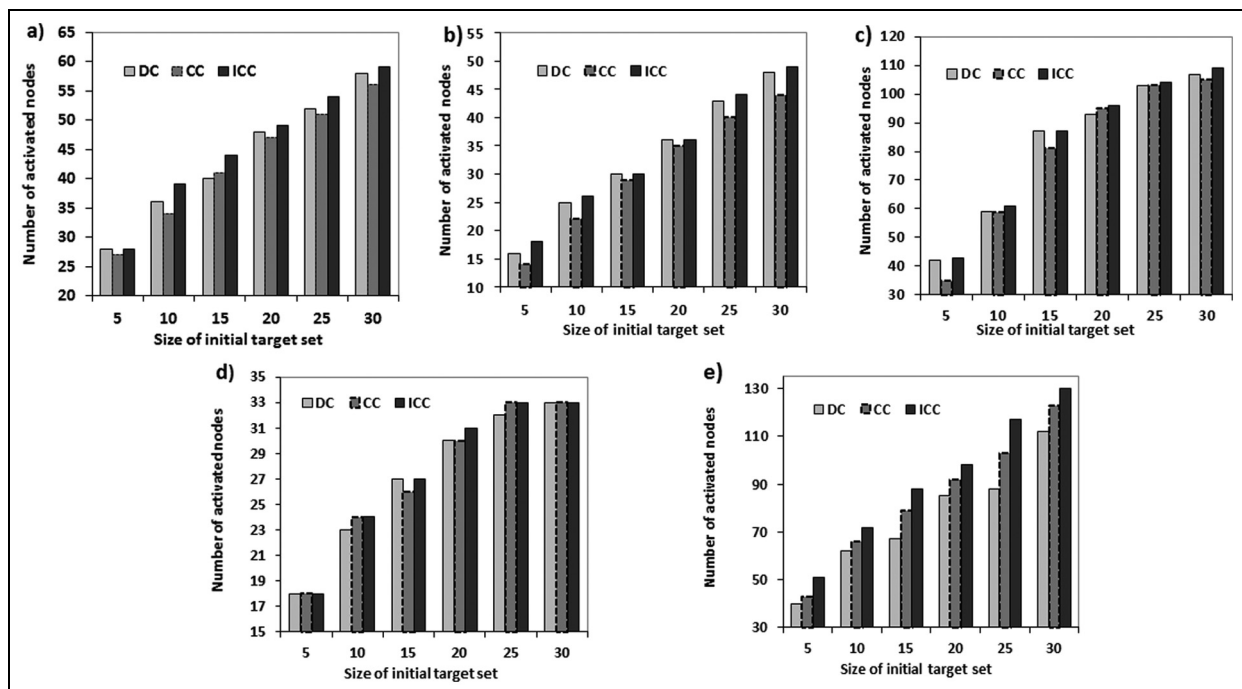 a)
Number of activated nodes
65
60
55
50
45
40
35
30
25
20
DC CC ICC
5 10 15 20 25 30
Size of initial target set
b)
Number of activated nodes
50
45
40
35
30
25
20
15
10
DC CC ICC
5 10 15 20 25 30
Size of initial target set
c)
Number of activated nodes
120
110
100
90
80
70
60
50
40
30
DC CC ICC
5 10 15 20 25 30
Size of initial target set
d)
Number of activated nodes
35
33
31
29
27
25
23
21
19
17
15
DC CC ICC
5 10 15 20 25 30
Size of initial target set
e)
Number of activated nodes
130
110
90
70
50
30
DC CC ICC
5 10 15 20 25 30
Size of initial target set